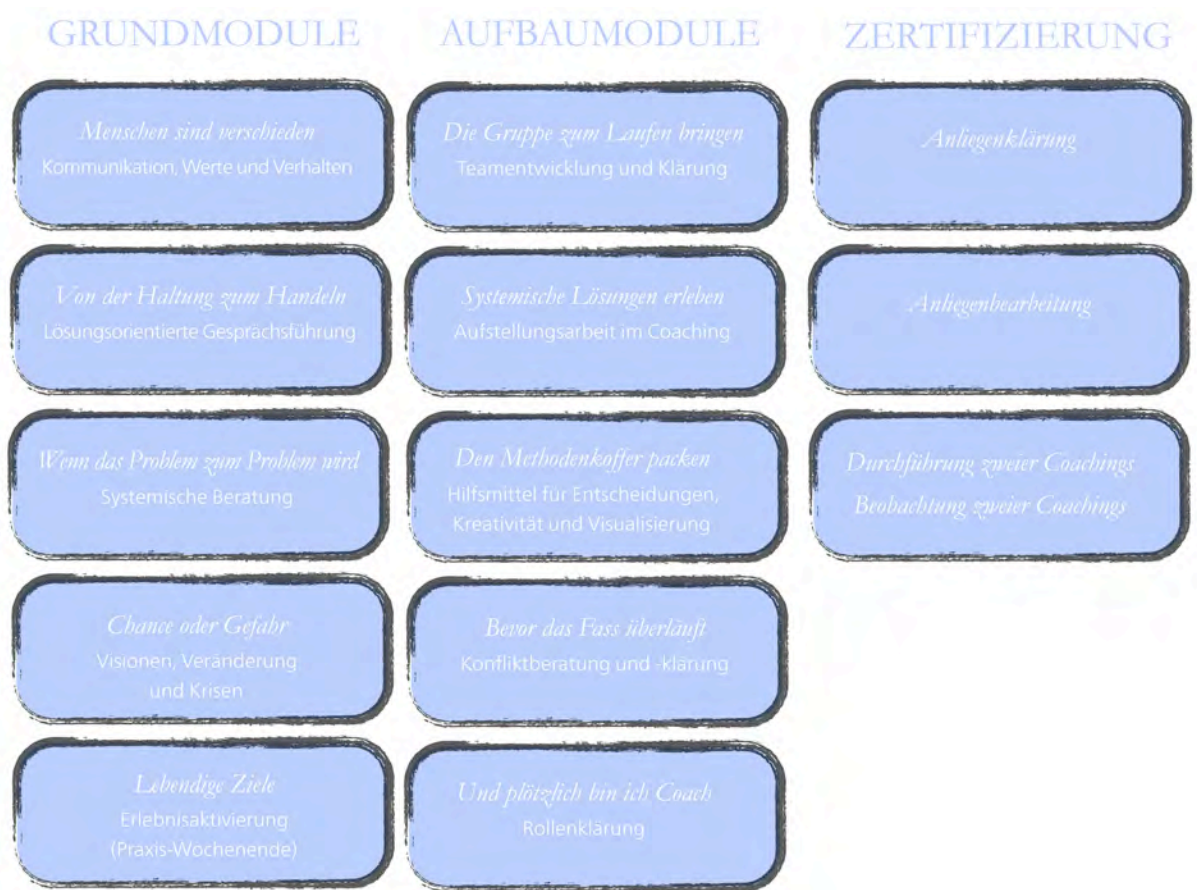 GRUNDMODULE
Menschen sind verschieden
Kommunikation, Werte und Verhalten
Von der Haltung zum Handeln
Lösungsorientierte Gesprächsführung
Wenn das Problem zum Problem wird
Systemische Beratung
Chance oder Gefahr
Visionen, Veränderung
und Krisen
Lebendige Ziele
Erlebnisaktivierung
(Praxis-Wochenende)
AUFBAUMODULE
Die Gruppe zum Laufen bringen
Teamentwicklung und Klärung
Systemische Lösungen erleben
Aufstellungsarbeit im Coaching
Den Methodenkoffer packen
Hilfsmittel für Entscheidungen,
Kreativität und Visualisierung
Bevor das Fass überläuft
Konfliktberatung und -klärung
Und plötzlich bin ich Coach
Rollenklärung
ZERTIFIZIERUNG
Anliegenklärung
Anliegenbearbeitung
Durchführung zweier Coachings
Beobachtung zweier Coachings